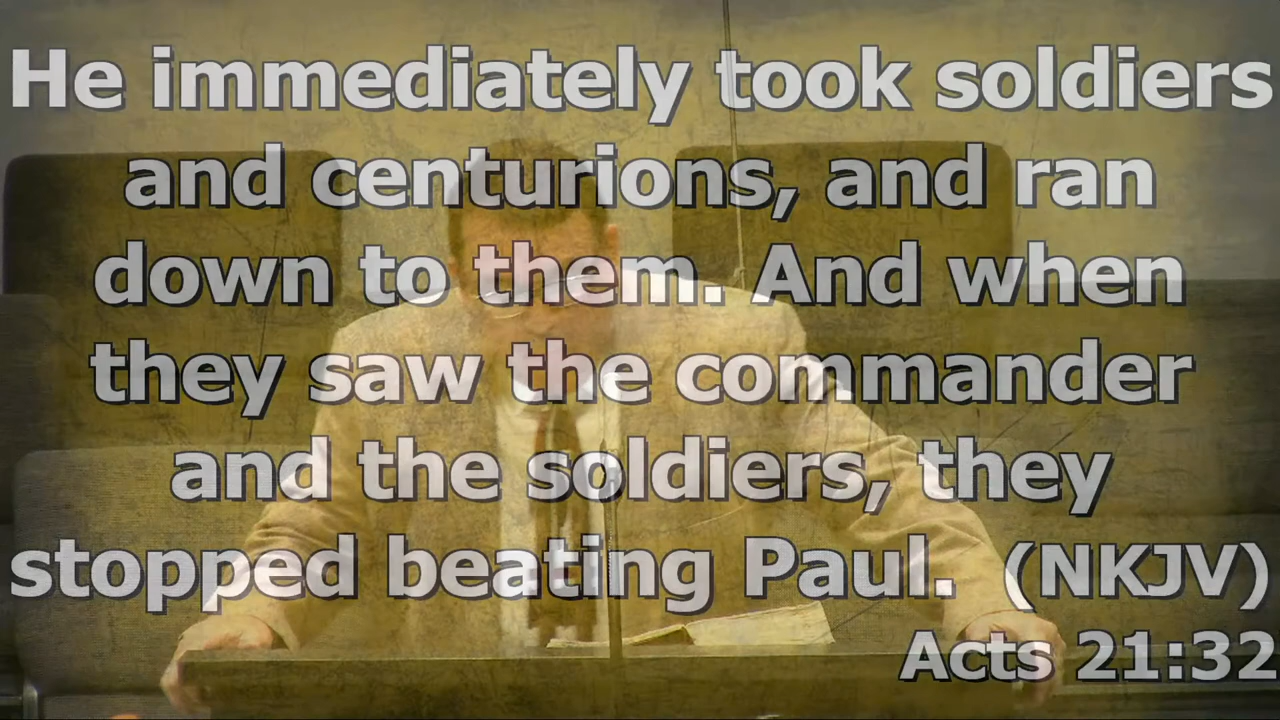 He immediately took soldiers
and centurions, and ran
down to them. And when
they saw the commander
and the soldiers, they
stopped beating Paul. (NKJV)
Acts 21:32